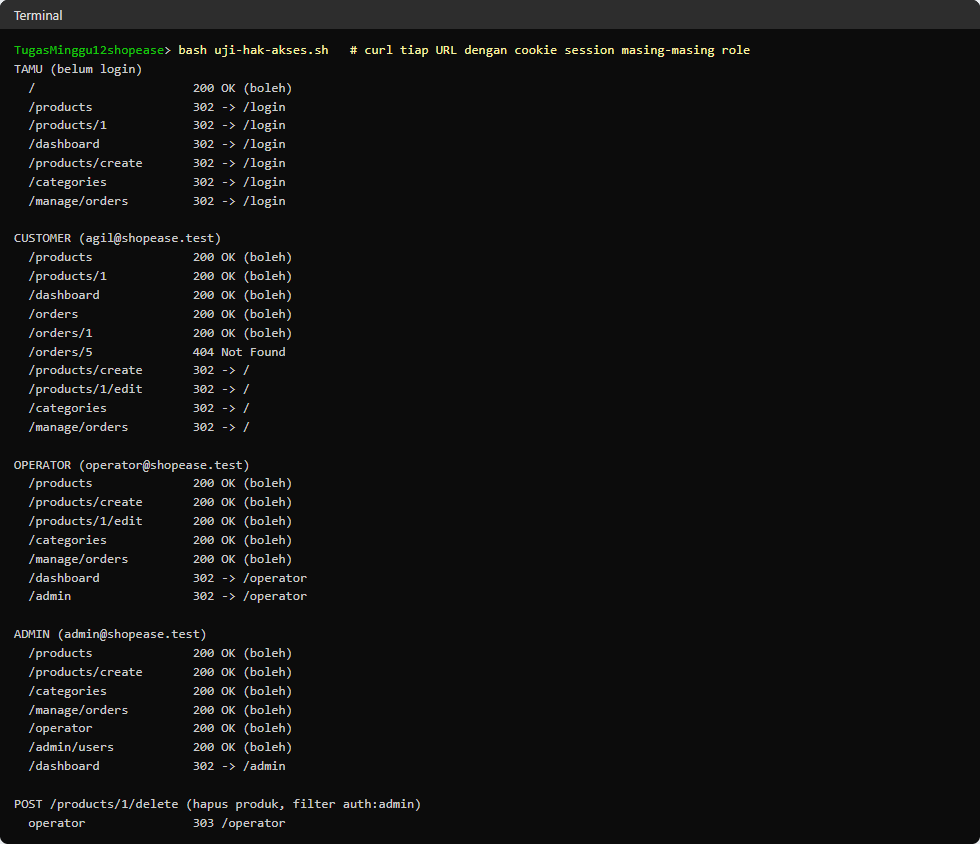 Terminal
TugasMinggu12shopease> bash uji-hak-akses.sh   # curl tiap URL dengan cookie session masing-masing role
TAMU (belum login)
  /                      200 OK (boleh)
  /products              302 -> /login
  /products/1            302 -> /login
  /dashboard             302 -> /login
  /products/create       302 -> /login
  /categories            302 -> /login
  /manage/orders         302 -> /login

CUSTOMER (agil@shopease.test)
  /products              200 OK (boleh)
  /products/1            200 OK (boleh)
  /dashboard             200 OK (boleh)
  /orders                200 OK (boleh)
  /orders/1              200 OK (boleh)
  /orders/5              404 Not Found
  /products/create       302 -> /
  /products/1/edit       302 -> /
  /categories            302 -> /
  /manage/orders         302 -> /

OPERATOR (operator@shopease.test)
  /products              200 OK (boleh)
  /products/create       200 OK (boleh)
  /products/1/edit       200 OK (boleh)
  /categories            200 OK (boleh)
  /manage/orders         200 OK (boleh)
  /dashboard             302 -> /operator
  /admin                 302 -> /operator

ADMIN (admin@shopease.test)
  /products              200 OK (boleh)
  /products/create       200 OK (boleh)
  /categories            200 OK (boleh)
  /manage/orders         200 OK (boleh)
  /operator              200 OK (boleh)
  /admin/users           200 OK (boleh)
  /dashboard             302 -> /admin

POST /products/1/delete (hapus produk, filter auth:admin)
  operator               303 /operator